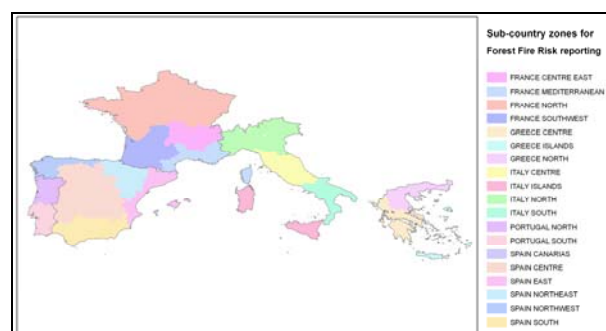 Sub-country zones for
Forest Fire Risk reporting
FRANCE CENTRE EAST
FRANCE MEDITERRANEAN
FRANCE NORTH
FRANCE SOUTHWEST
GREECE CENTRE
GREECE ISLANDS
GREECE NORTH
ITALY CENTRE
ITALY ISLANDS
ITALY NORTH
ITALY SOUTH
PORTUGAL NORTH
PORTUGAL SOUTH
SPAIN CANARIAS
SPAIN CENTRE
SPAIN EAST
SPAIN NORTHEAST
SPAIN NORTHWEST
SPAIN SOUTH